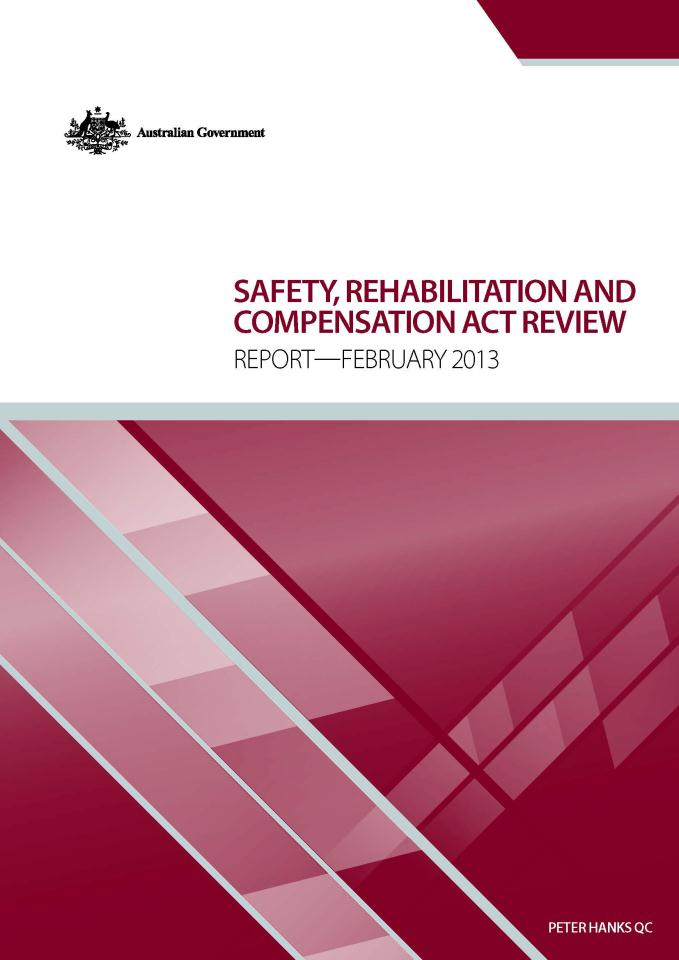 Australian Government
SAFETY, REHABILITATION AND
COMPENSATION ACT REVIEW
REPORT—FEBRUARY 2013
PETER HANKS QC